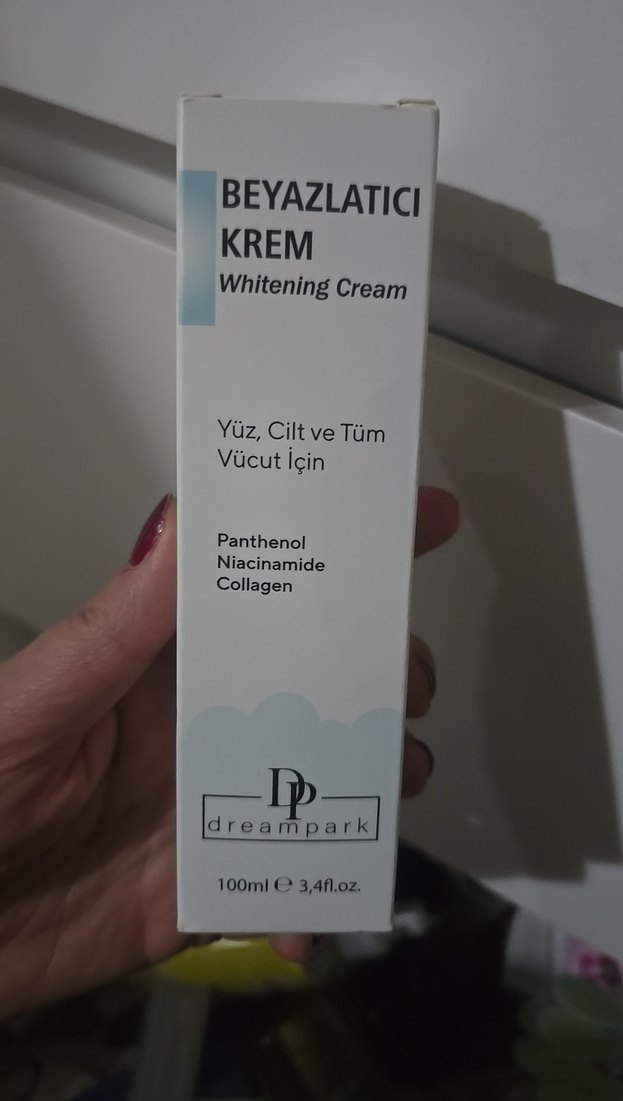 BEYAZLATICI
KREM
Whitening Cream
Yüz, Cilt ve Tüm
Vücut İçin
Panthenol
Niacinamide
Collagen
DP
dreampark
100ml ℮ 3,4fl.oz.